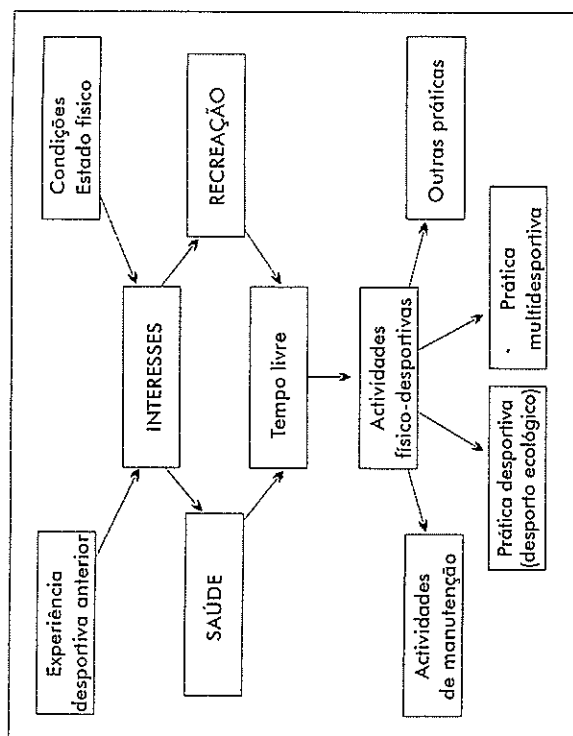 Experiência
desportiva anterior
Condições
Estado físico
INTERESSES
SAÚDE
RECREAÇÃO
Tempo livre
Actividades
físico-desportivas
Actividades
de manutenção
Prática desportiva
(desporto ecológico)
Prática
multidesportiva
Outras práticas